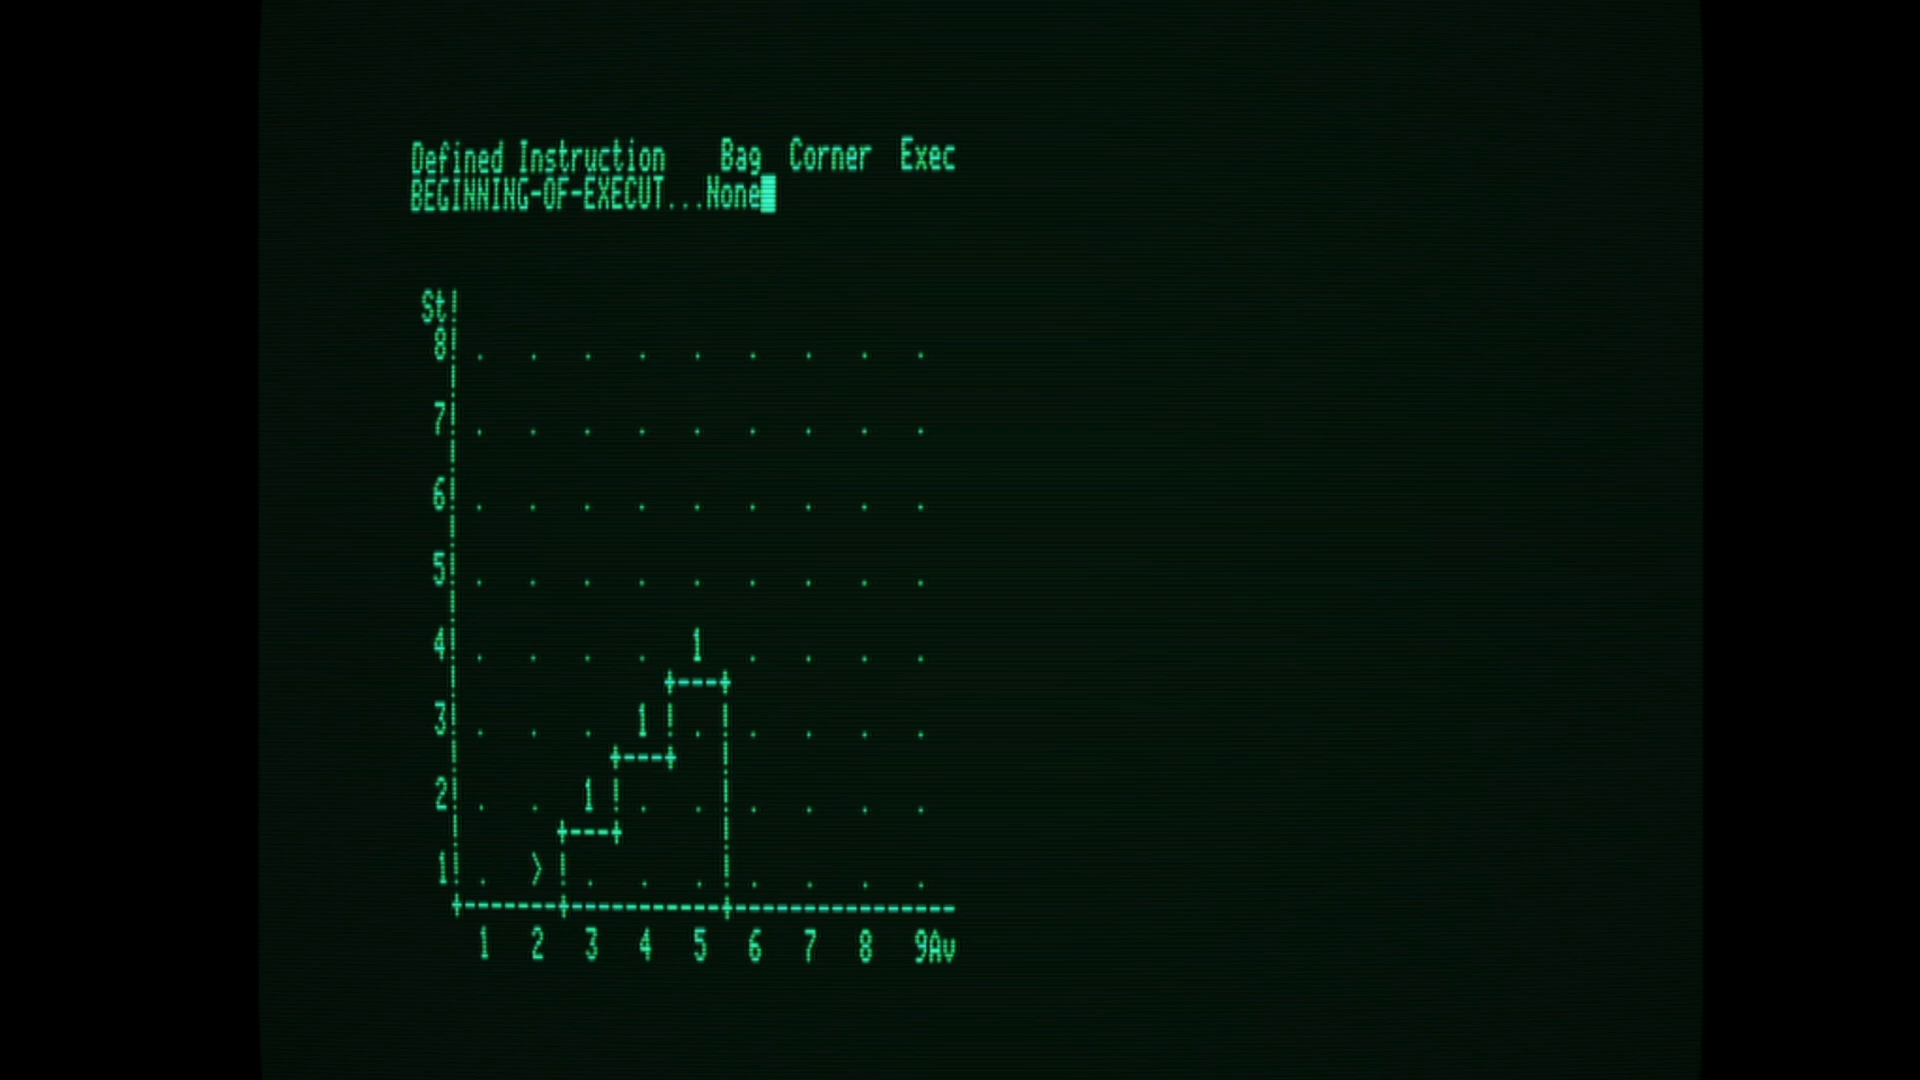 Defined Instruction Bag Corner Exec
BEGINNING-OF-EXECUT...None
St
8
7
6
5
4 1
3 1
2 1
1 >
1 2 3 4 5 6 7 8 9Av